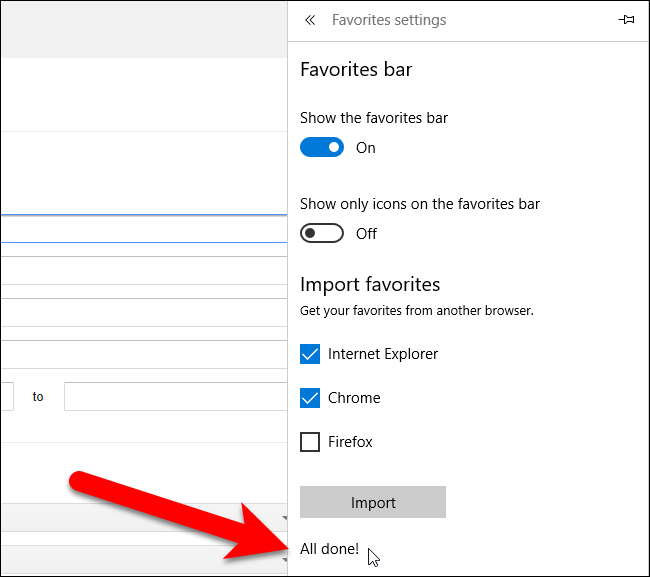 Favorites settings
Favorites bar
Show the favorites bar
On
Show only icons on the favorites bar
Off
Import favorites
Get your favorites from another browser.
Internet Explorer
Chrome
to
Firefox
Import
All done!